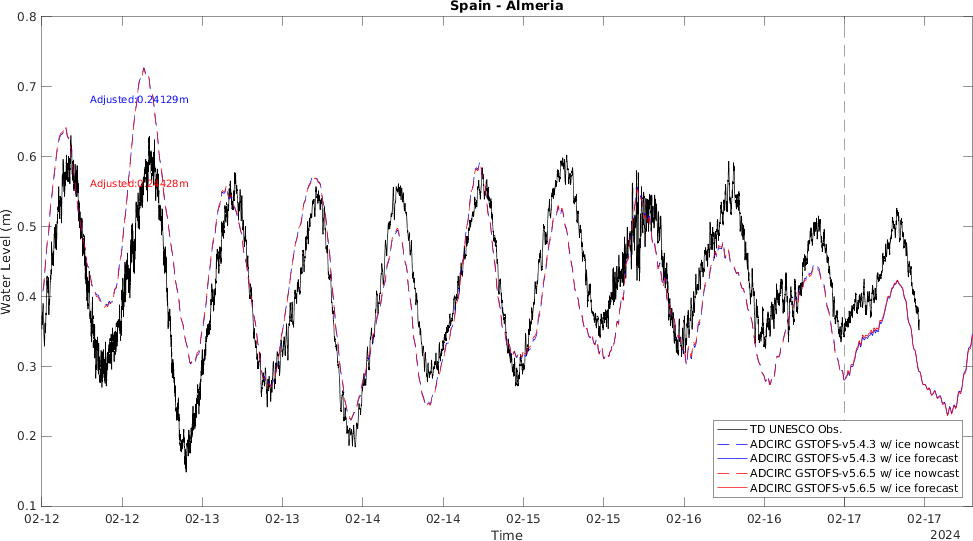 Spain - Almeria
0.8
0.7
0.6
0.5
0.4
0.3
0.2
0.1
Water Level (m)
Adjusted:0.24129m
Adjusted:0.24428m
TD UNESCO Obs.
ADCIRC GSTOFS-v5.4.3 w/ ice nowcast
ADCIRC GSTOFS-v5.4.3 w/ ice forecast
ADCIRC GSTOFS-v5.6.5 w/ ice nowcast
ADCIRC GSTOFS-v5.6.5 w/ ice forecast
02-12 02-12 02-13 02-13 02-14 02-14 02-15 02-15 02-16 02-16 02-17 02-17
Time
2024